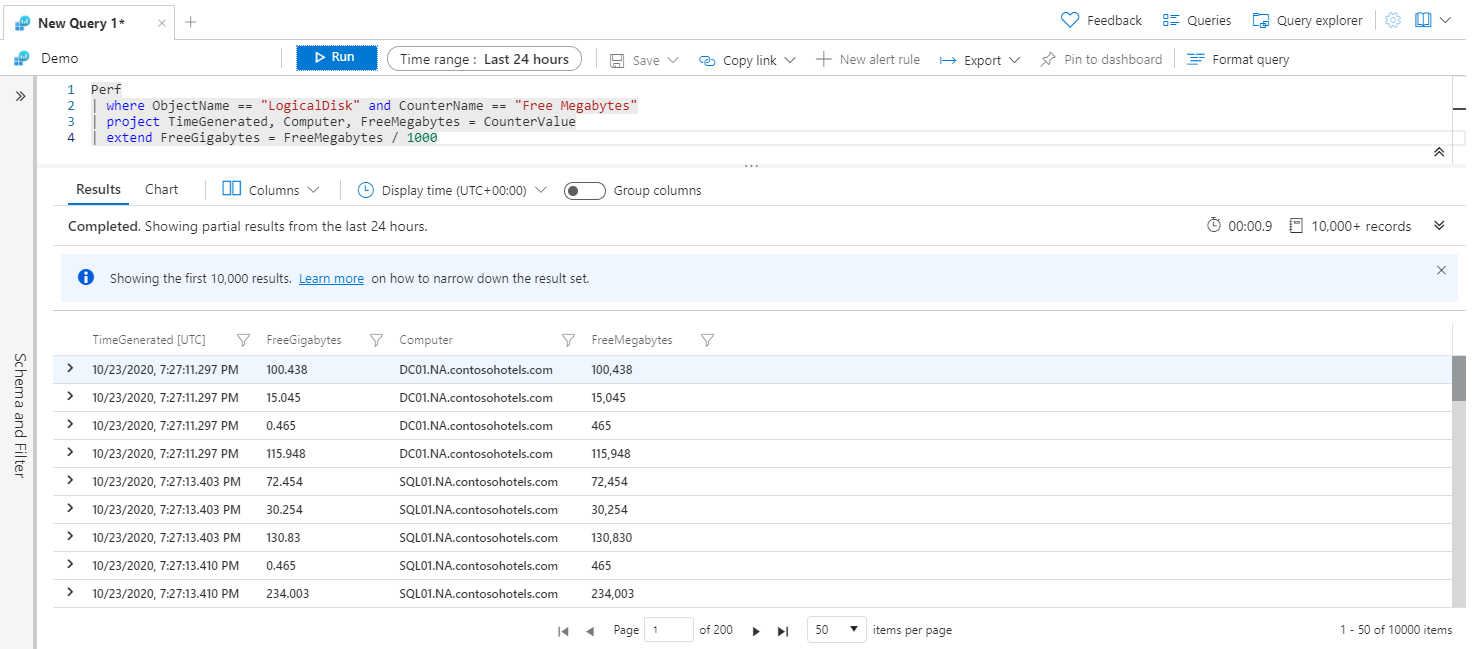 New Query 1*
Feedback Queries Query explorer
Demo Run Time range : Last 24 hours Save Copy link New alert rule Export Pin to dashboard Format query
1 Perf
2 | where ObjectName == "LogicalDisk" and CounterName == "Free Megabytes"
3 | project TimeGenerated, Computer, FreeMegabytes = CounterValue
4 | extend FreeGigabytes = FreeMegabytes / 1000
Schema and Filter
Results Chart Columns Display time (UTC+00:00) Group columns
Completed. Showing partial results from the last 24 hours. 00:00.9 10,000+ records
Showing the first 10,000 results. Learn more on how to narrow down the result set.
TimeGenerated [UTC] FreeGigabytes Computer FreeMegabytes
10/23/2020, 7:27:11.297 PM 100.438 DC01.NA.contosohotels.com 100,438
10/23/2020, 7:27:11.297 PM 15.045 DC01.NA.contosohotels.com 15,045
10/23/2020, 7:27:11.297 PM 0.465 DC01.NA.contosohotels.com 465
10/23/2020, 7:27:11.297 PM 115.948 DC01.NA.contosohotels.com 115,948
10/23/2020, 7:27:13.403 PM 72.454 SQL01.NA.contosohotels.com 72,454
10/23/2020, 7:27:13.403 PM 30.254 SQL01.NA.contosohotels.com 30,254
10/23/2020, 7:27:13.403 PM 130.83 SQL01.NA.contosohotels.com 130,830
10/23/2020, 7:27:13.410 PM 0.465 SQL01.NA.contosohotels.com 465
10/23/2020, 7:27:13.410 PM 234.003 SQL01.NA.contosohotels.com 234,003
Page 1 of 200 50 items per page 1 - 50 of 10000 items